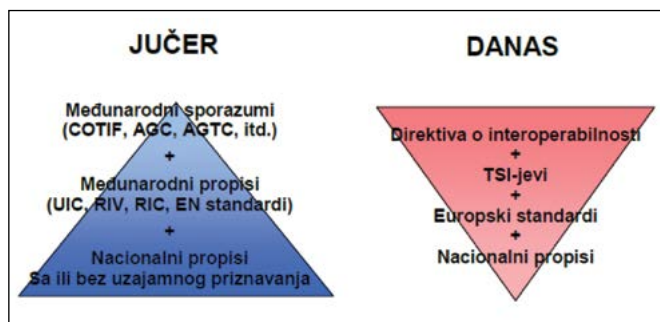 JUČER
Međunarodni sporazumi
(COTIF, AGC, AGTC, itd.)
+
Međunarodni propisi
(UIC, RIV, RIC, EN standardi)
+
Nacionalni propisi
Sa ili bez uzajamnog priznavanja
DANAS
Direktiva o interoperabilnosti
+
TSI-jevi
+
Europski standardi
+
Nacionalni propisi